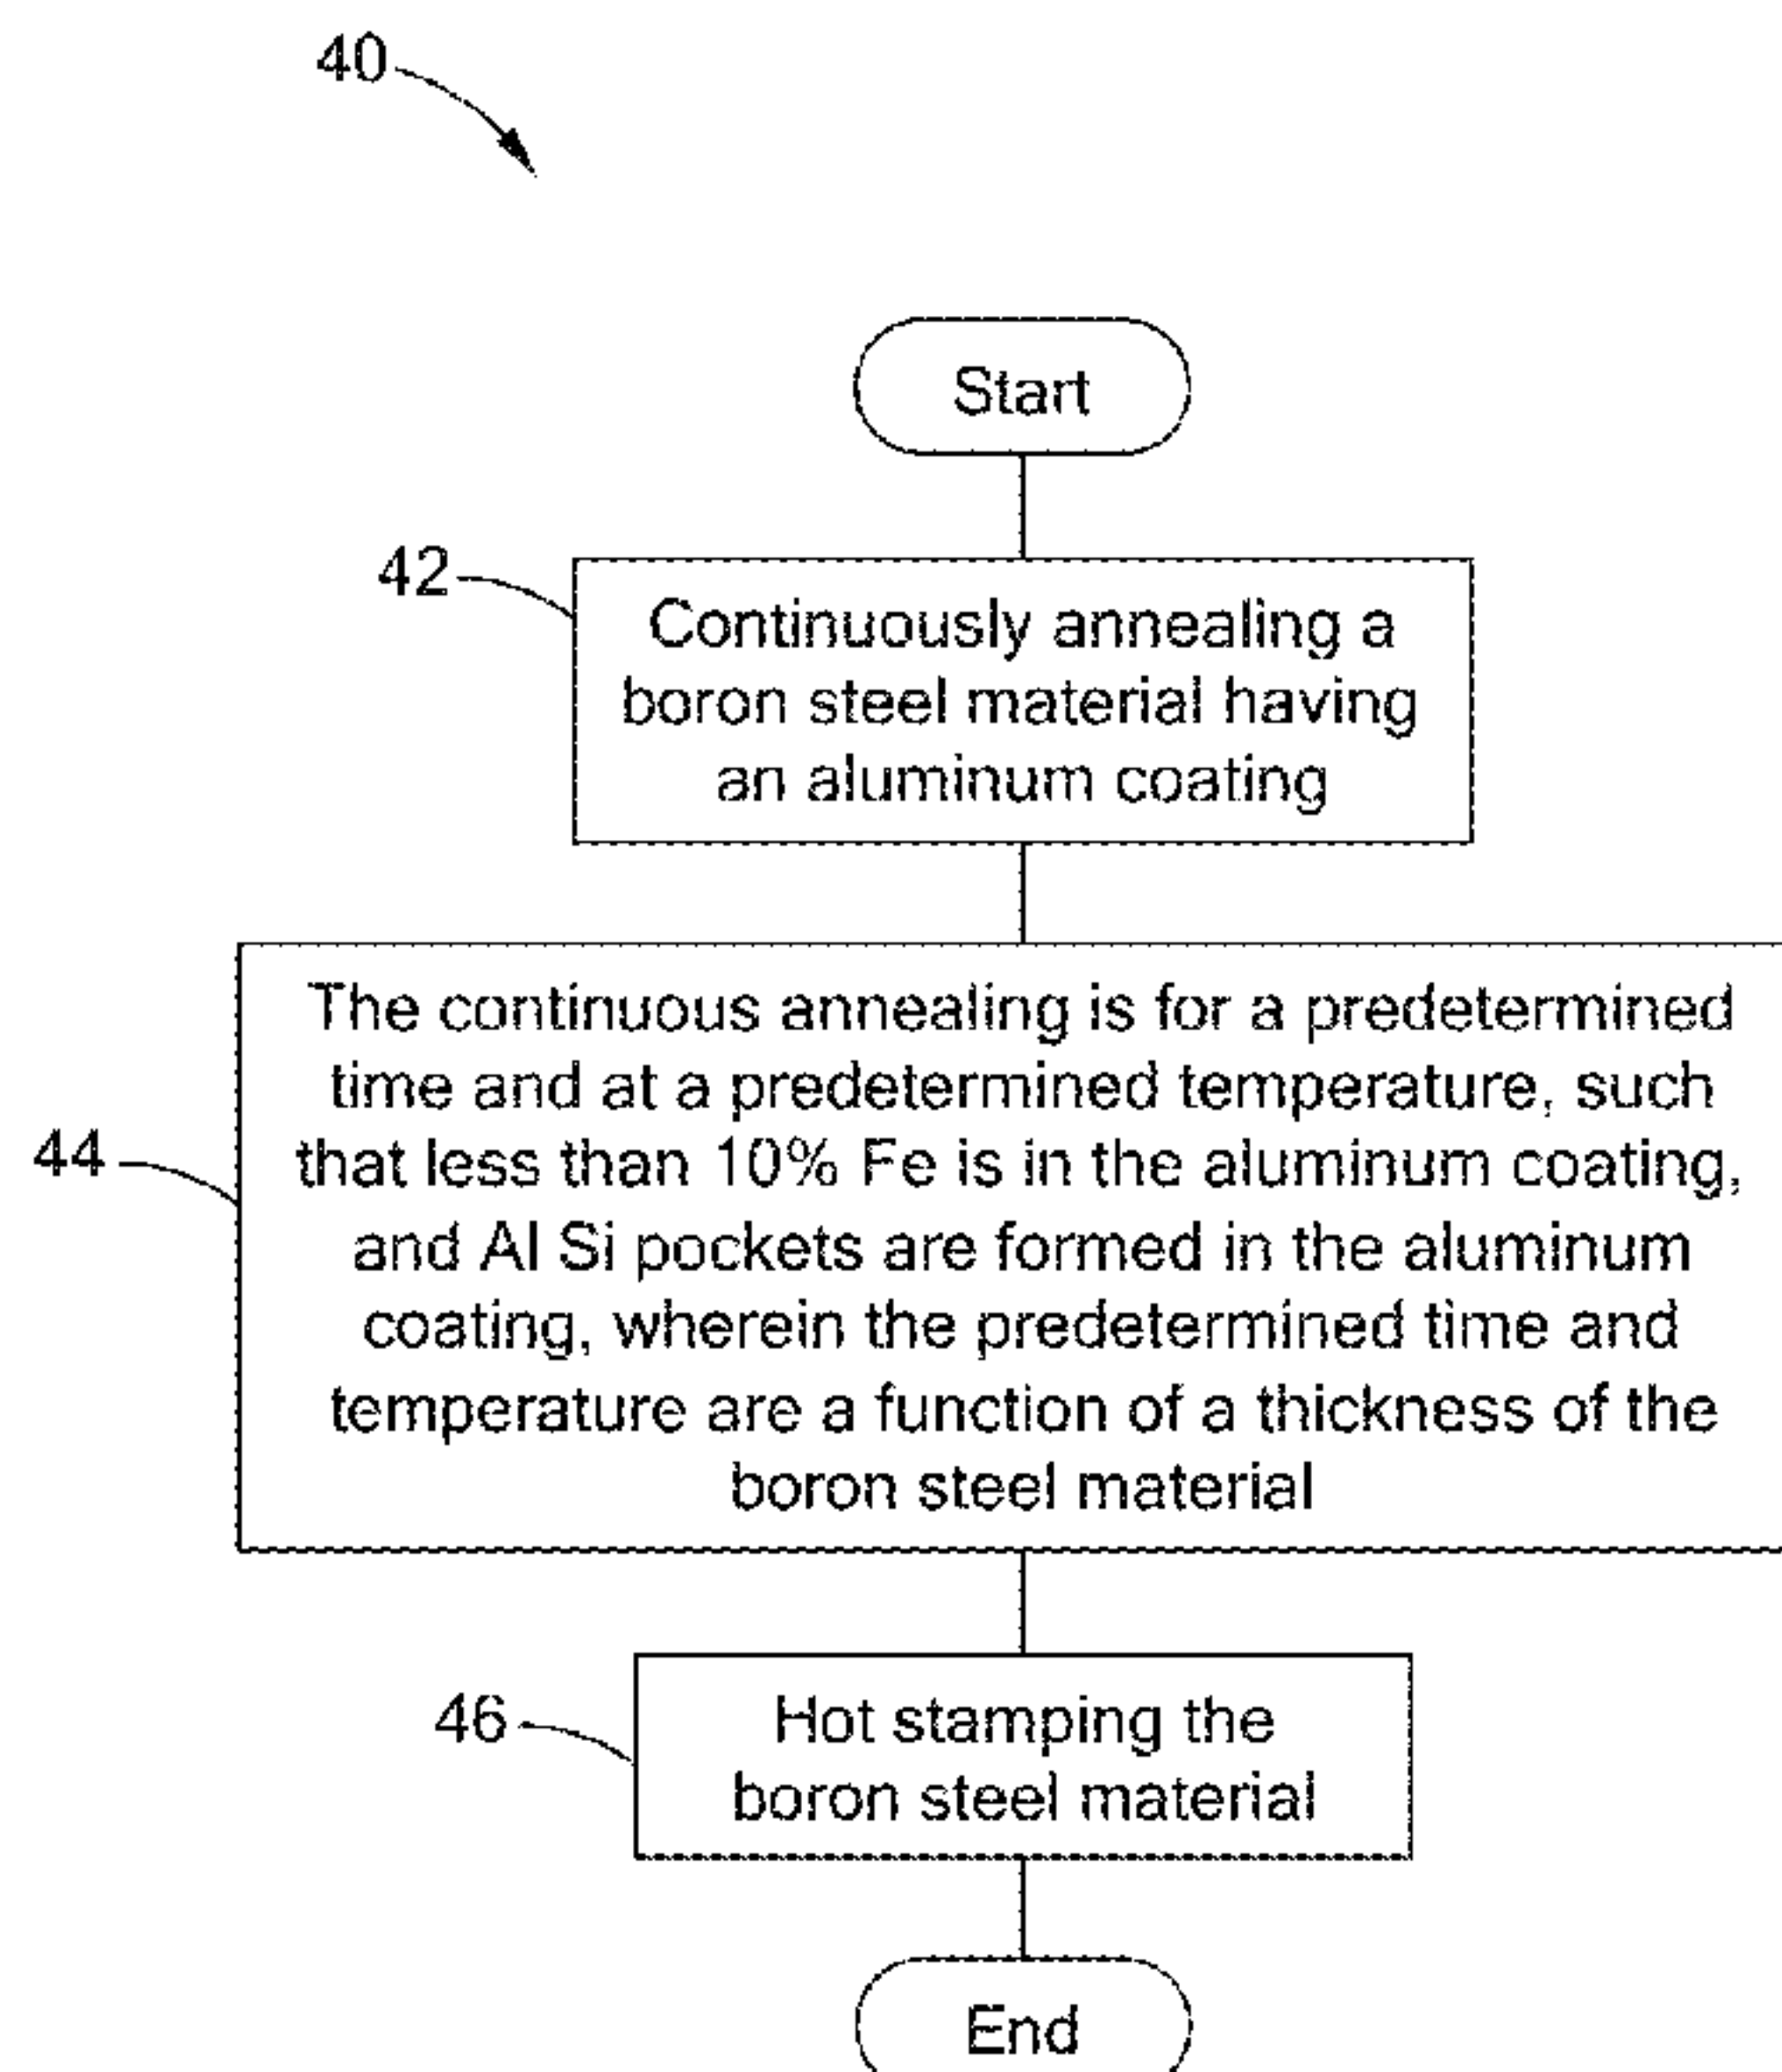 40
Start
42
Continuously annealing a
boron steel material having
an aluminum coating
44
The continuous annealing is for a predetermined
time and at a predetermined temperature, such
that less than 10% Fe is in the aluminum coating,
and Al Si pockets are formed in the aluminum
coating, wherein the predetermined time and
temperature are a function of a thickness of the
boron steel material
46
Hot stamping the
boron steel material
End